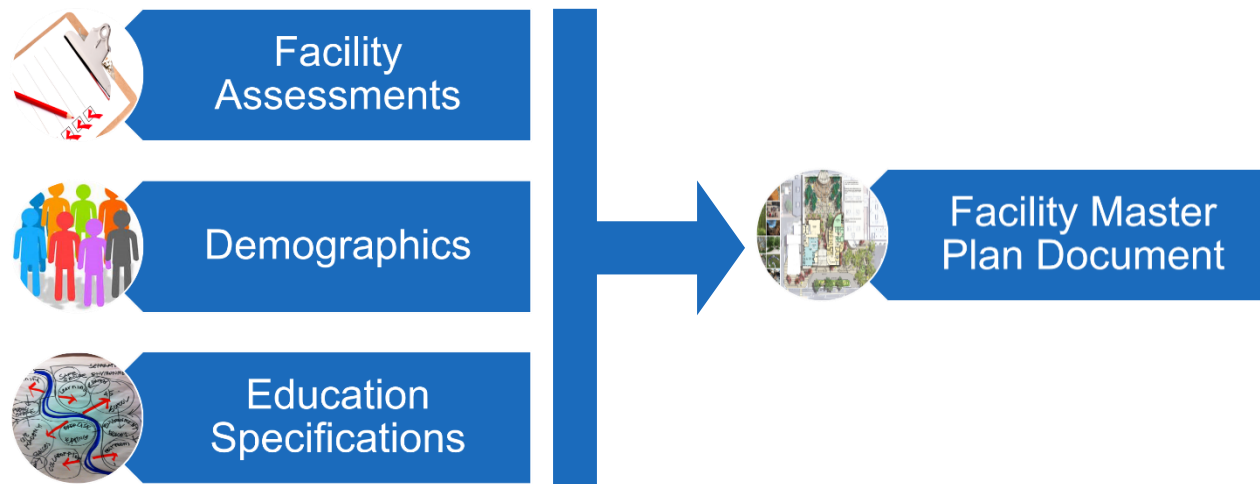 Facility
Assessments
Demographics
Education
Specifications
Facility Master
Plan Document